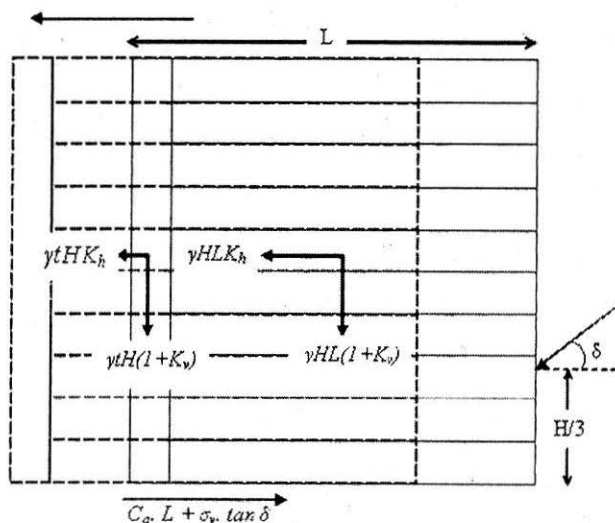 L
γtHK_h
γHLK_h
γtH(1+K_v)
γHL(1+K_v)
δ
H/3
C_a. L + σ_v. tan δ